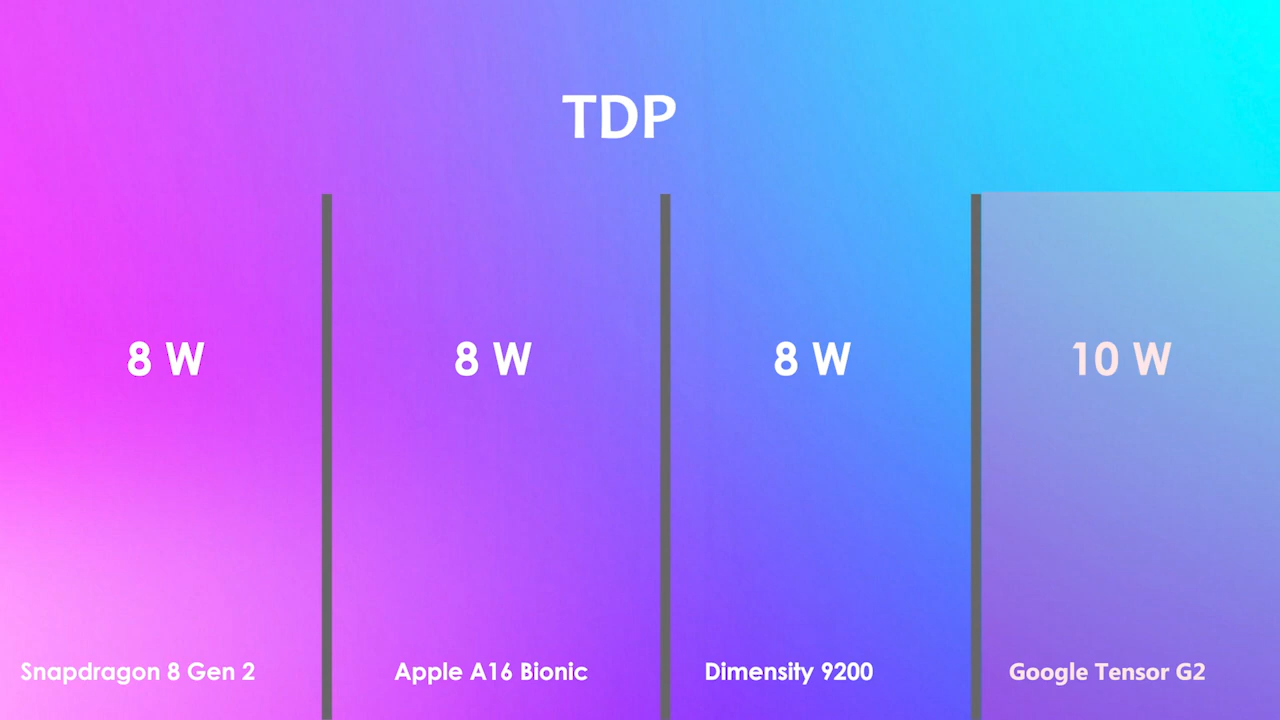 TDP
8 W
8 W
8 W
10 W
Snapdragon 8 Gen 2
Apple A16 Bionic
Dimensity 9200
Google Tensor G2